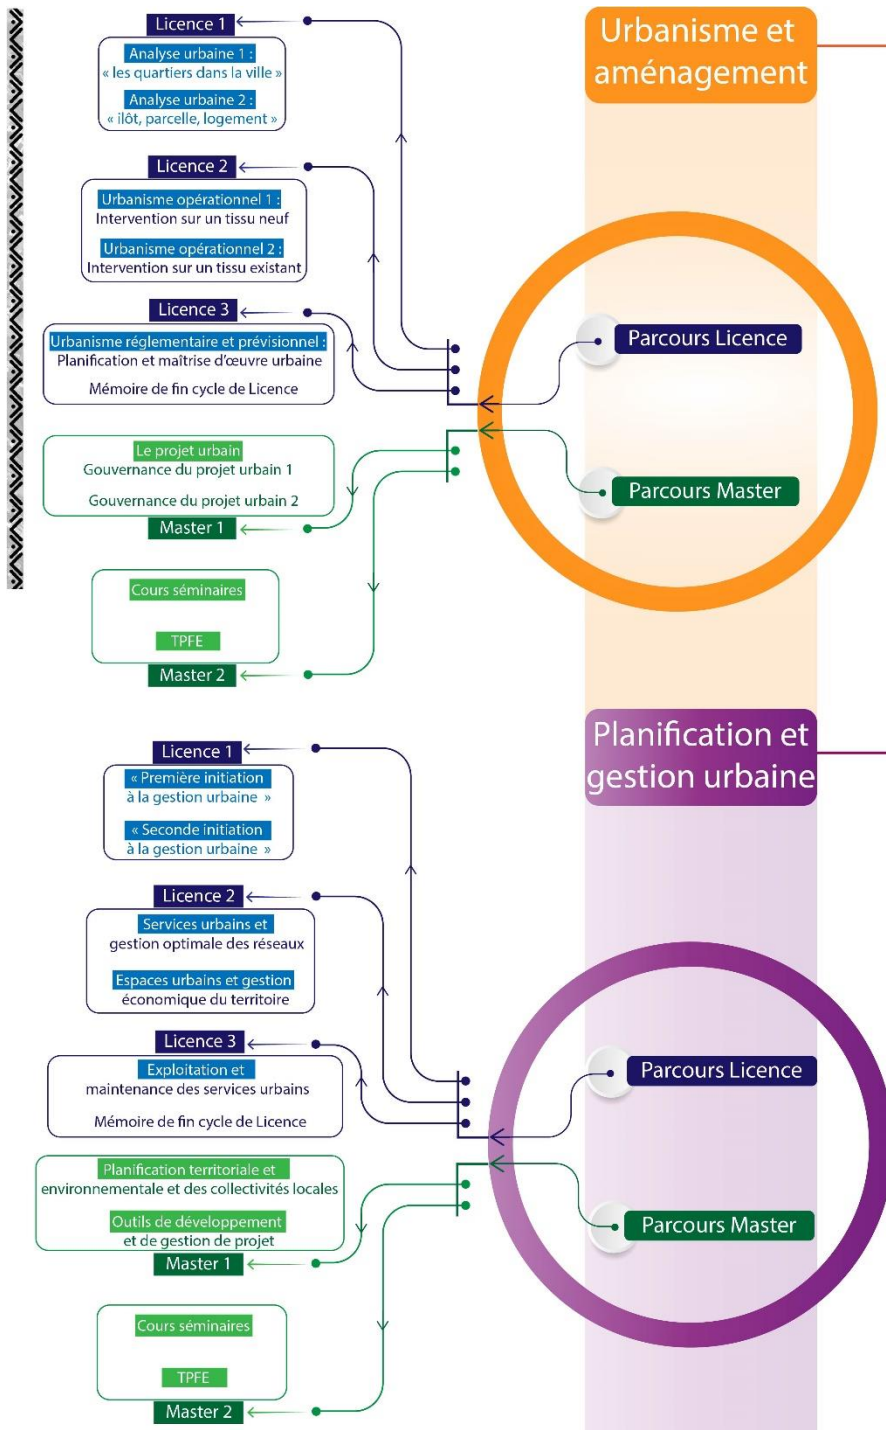 Urbanisme et
aménagement
Licence 1
Analyse urbaine 1 :
« les quartiers dans la ville »
Analyse urbaine 2 :
« ilôt, parcelle, logement »
Licence 2
Urbanisme opérationnel 1 :
Intervention sur un tissu neuf
Urbanisme opérationnel 2 :
Intervention sur un tissu existant
Licence 3
Urbanisme réglementaire et prévisionnel :
Planification et maîtrise d'œuvre urbaine
Mémoire de fin cycle de Licence
Parcours Licence
Le projet urbain
Gouvernance du projet urbain 1
Gouvernance du projet urbain 2
Master 1
Parcours Master
Cours séminaires
TPFE
Master 2
Planification et
gestion urbaine
Licence 1
« Première initiation
à la gestion urbaine »
« Seconde initiation
à la gestion urbaine »
Licence 2
Services urbains et
gestion optimale des réseaux
Espaces urbains et gestion
économique du territoire
Licence 3
Exploitation et
maintenance des services urbains
Mémoire de fin cycle de Licence
Parcours Licence
Planification territoriale et
environnementale et des collectivités locales
Outils de développement
et de gestion de projet
Master 1
Parcours Master
Cours séminaires
TPFE
Master 2